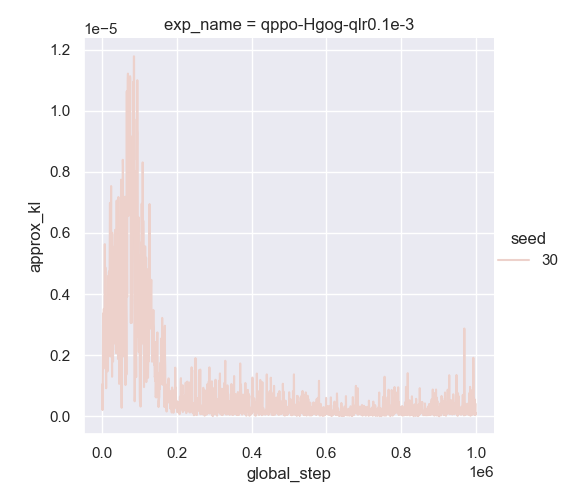 exp_name = qppo-Hgog-qlr0.1e-3
1e−5
1.2
1.0
0.8
0.6
0.4
0.2
0.0
approx_kl
0.0 0.2 0.4 0.6 0.8 1.0
1e6
global_step
seed
30